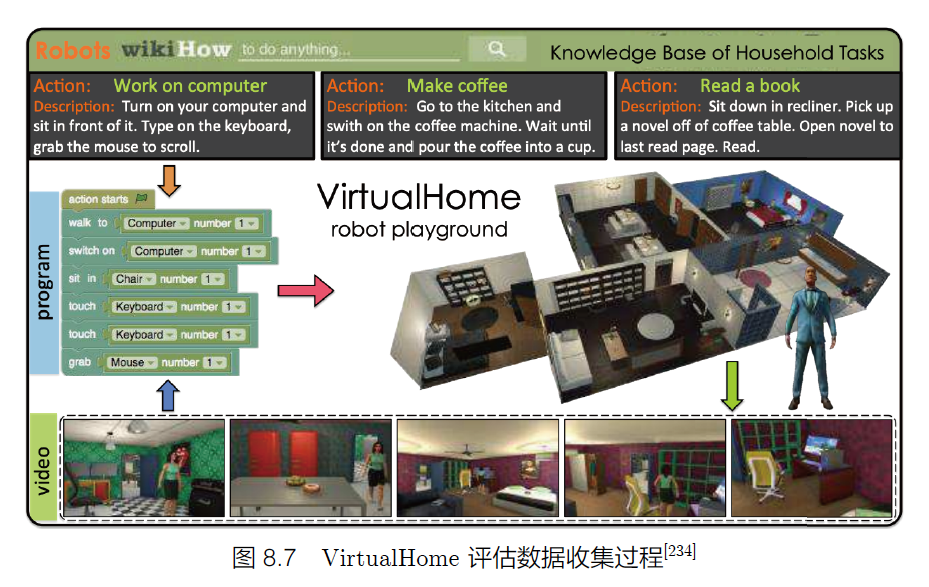 Robots wikiHow to do anything... Knowledge Base of Household Tasks
Action: Work on computer
Description: Turn on your computer and
sit in front of it. Type on the keyboard,
grab the mouse to scroll.
Action: Make coffee
Description: Go to the kitchen and
swith on the coffee machine. Wait until
it's done and pour the coffee into a cup.
Action: Read a book
Description: Sit down in recliner. Pick up
a novel off of coffee table. Open novel to
last read page. Read.
program
action starts
walk to Computer number 1
switch on Computer number 1
sit in Chair number 1
touch Keyboard number 1
touch Keyboard number 1
grab Mouse number 1
VirtualHome
robot playground
video
图 8.7 VirtualHome 评估数据收集过程[234]